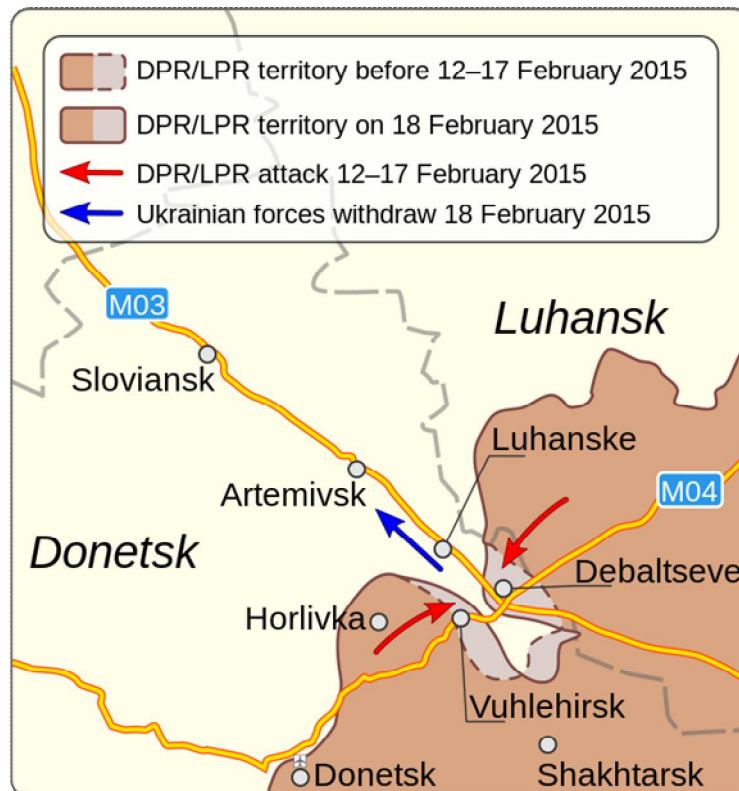 DPR/LPR territory before 12–17 February 2015
DPR/LPR territory on 18 February 2015
DPR/LPR attack 12–17 February 2015
Ukrainian forces withdraw 18 February 2015
M03
Luhansk
Sloviansk
Luhanske
Artemivsk
M04
Donetsk
Debaltseve
Horlivka
Vuhlehirsk
Donetsk
Shakhtarsk